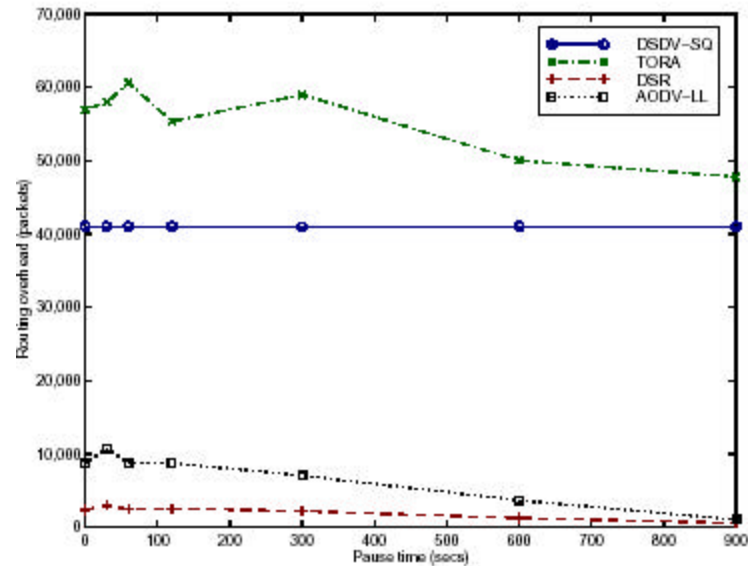 70,000
60,000
50,000
40,000
30,000
20,000
10,000
0
Routing overhead (packets)
DSDV-SQ
TORA
DSR
AODV-LL
0 100 200 300 400 500 600 700 800 900
Pause time (secs)